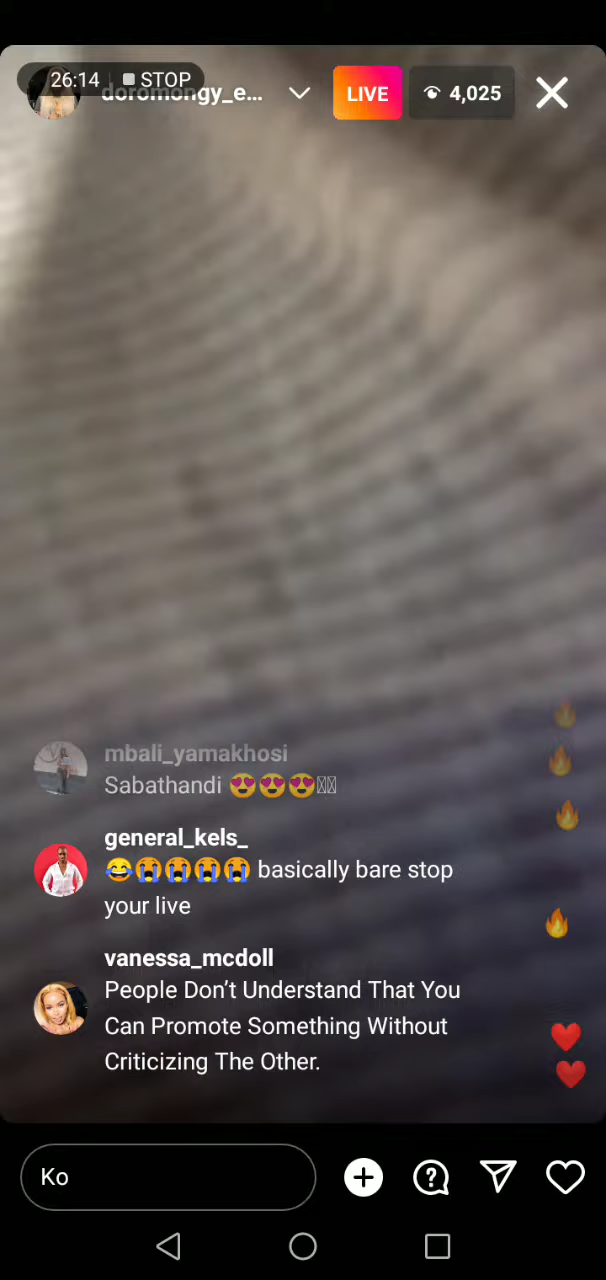 26:14 STOP
doromongy_e...
LIVE
4,025
mbali_yamakhosi
Sabathandi 😍😍😍
general_kels_
😂😭😭😭😭 basically bare stop
your live
vanessa_mcdoll
People Don’t Understand That You
Can Promote Something Without
Criticizing The Other.
Ko